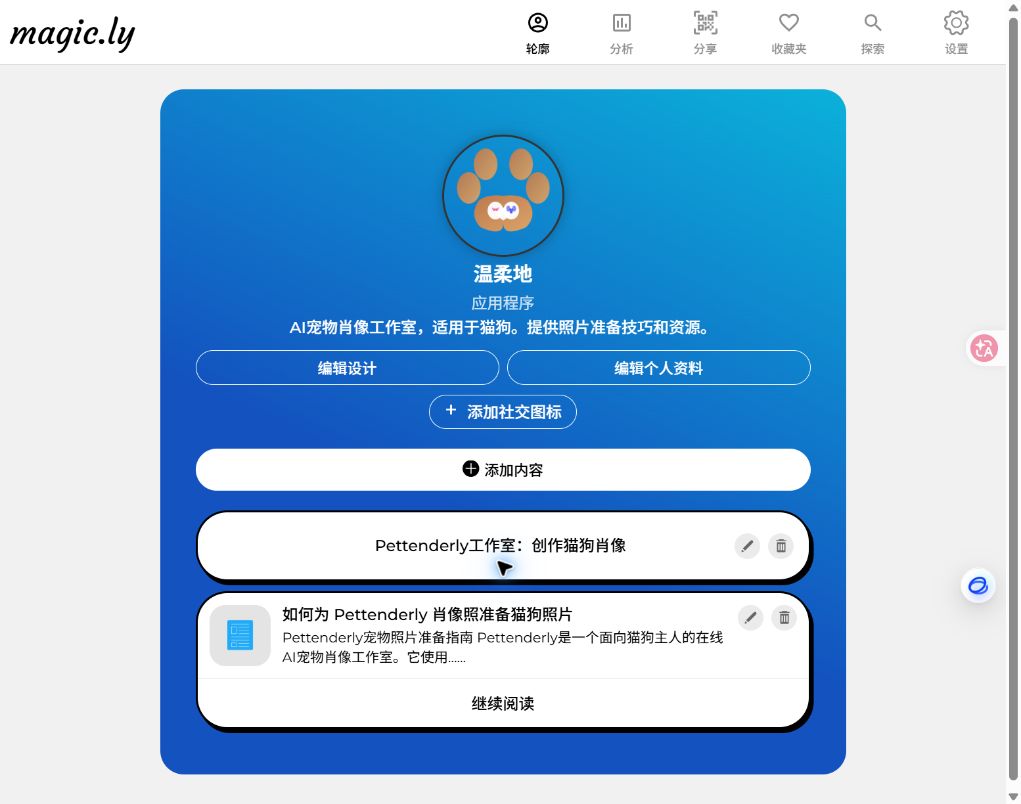 magic.ly
轮廓
分析
分享
收藏夹
探索
设置
温柔地
应用程序
AI宠物肖像工作室，适用于猫狗。提供照片准备技巧和资源。
编辑设计
编辑个人资料
+ 添加社交图标
添加内容
Pettenderly工作室：创作猫狗肖像
如何为 Pettenderly 肖像照准备猫狗照片
Pettenderly宠物照片准备指南 Pettenderly是一个面向猫狗主人的在线
AI宠物肖像工作室。它使用......
继续阅读